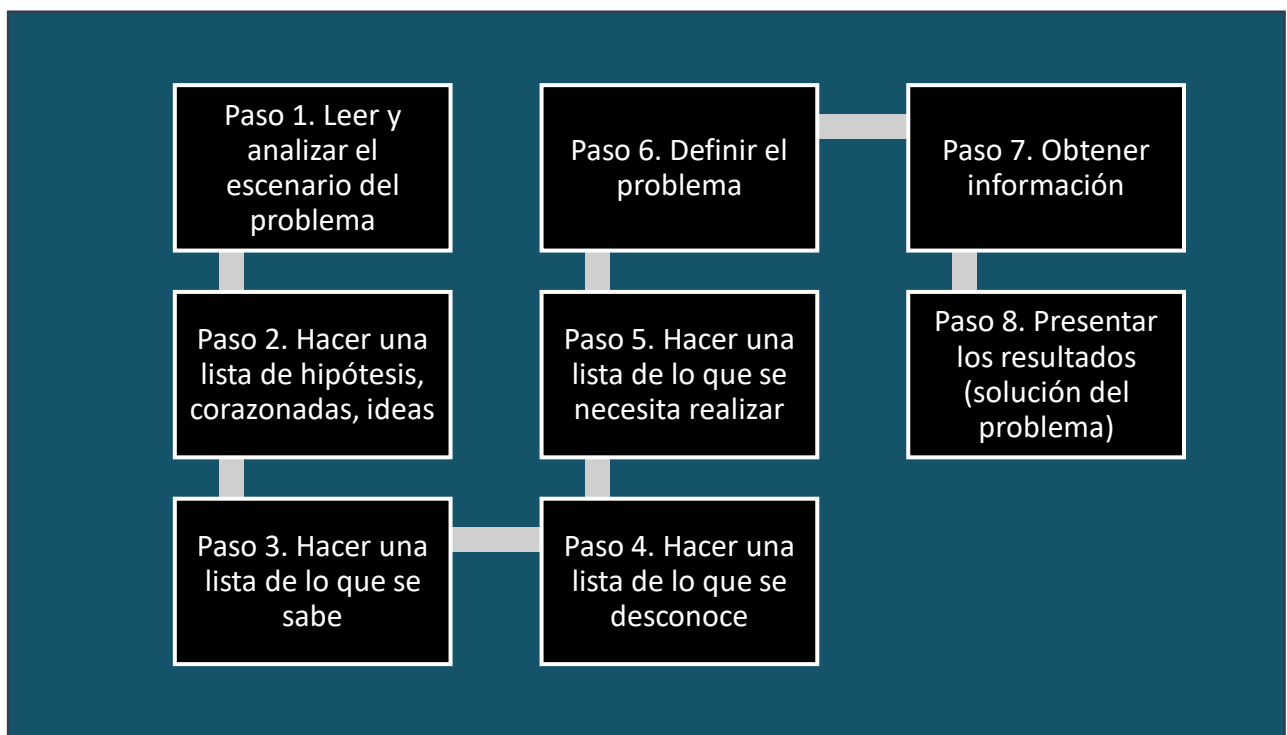 Paso 1. Leer y
analizar el
escenario del
problema
Paso 2. Hacer una
lista de hipótesis,
corazonadas, ideas
Paso 3. Hacer una
lista de lo que se
sabe
Paso 4. Hacer una
lista de lo que se
desconoce
Paso 5. Hacer una
lista de lo que se
necesita realizar
Paso 6. Definir el
problema
Paso 7. Obtener
información
Paso 8. Presentar
los resultados
(solución del
problema)